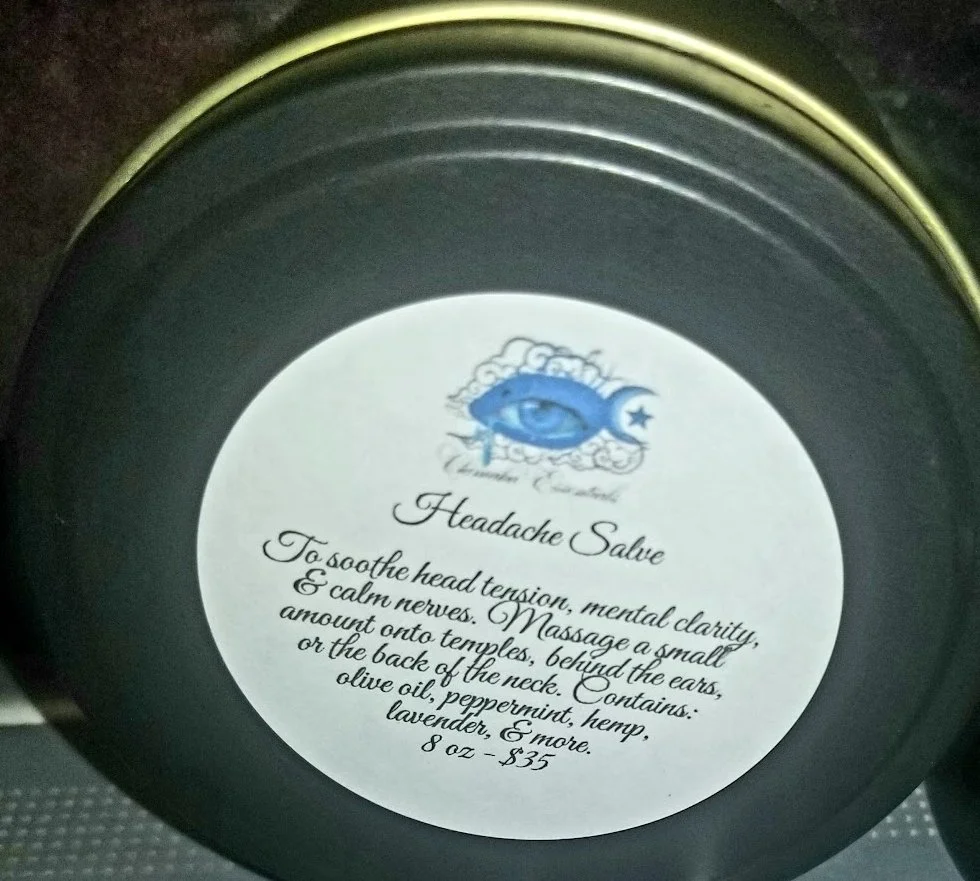 Essentials
Headache Salve
To soothe head tension, mental clarity,
& calm nerves. Massage a small
amount onto temples, behind the ears,
or the back of the neck. Contains:
olive oil, peppermint, hemp,
lavender, & more.
8 oz - $35